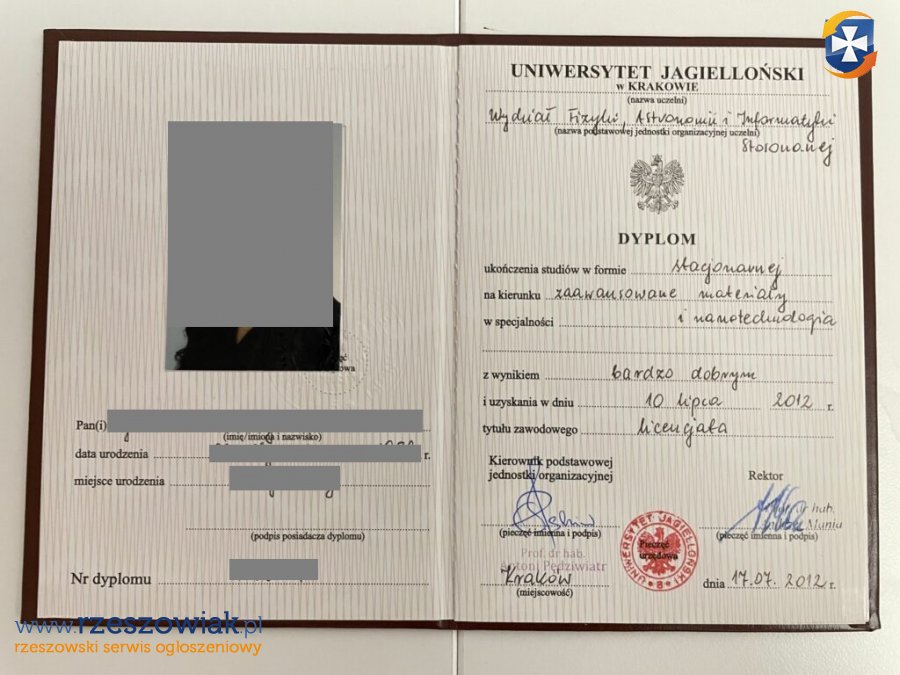 Pan(i)
(imię/imiona i nazwisko)
data urodzenia r.
miejsce urodzenia
(podpis posiadacza dyplomu)
Nr dyplomu
UNIWERSYTET JAGIELLOŃSKI
w KRAKOWIE
(nazwa uczelni)
Wydział Fizyki, Astronomii i Informatyki
(nazwa podstawowej jednostki organizacyjnej uczelni)
Stosowanej
DYPLOM
ukończenia studiów w formie stacjonarnej
na kierunku zaawansowane materiały
w specjalności i nanotechnologia
z wynikiem bardzo dobrym
i uzyskania w dniu 10 lipca 2012 r.
tytułu zawodowego licencjata
Kierownik podstawowej
jednostki organizacyjnej
Rektor
(pieczęć imienna i podpis)
(pieczęć imienna i podpis)
Prof. dr hab.
Antoni Pędziwiatr
dr hab.
UNIWERSYTET JAGIELLOŃSKI
Pieczęć
urzędowa
Kraków
(miejscowość)
dnia 17.07. 2012 r.
www.rzeszowiak.pl
rzeszowski serwis ogłoszeniowy